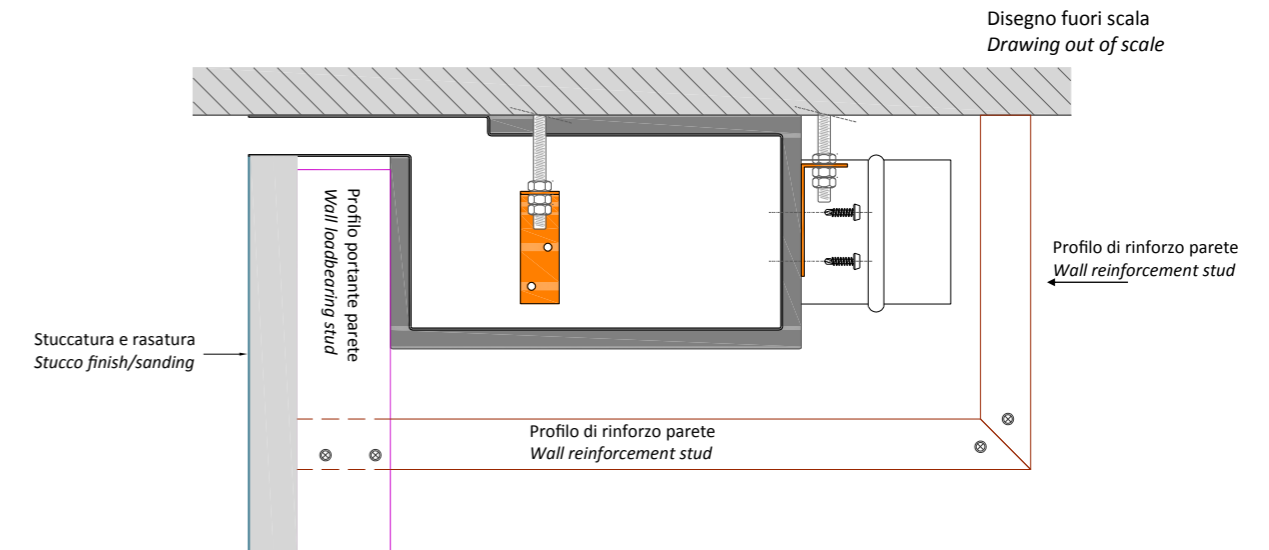 Disegno fuori scala
Drawing out of scale
Profilo portante parete
Wall loadbearing stud
Profilo di rinforzo parete
Wall reinforcement stud
Stuccatura e rasatura
Stucco finish/sanding
Profilo di rinforzo parete
Wall reinforcement stud